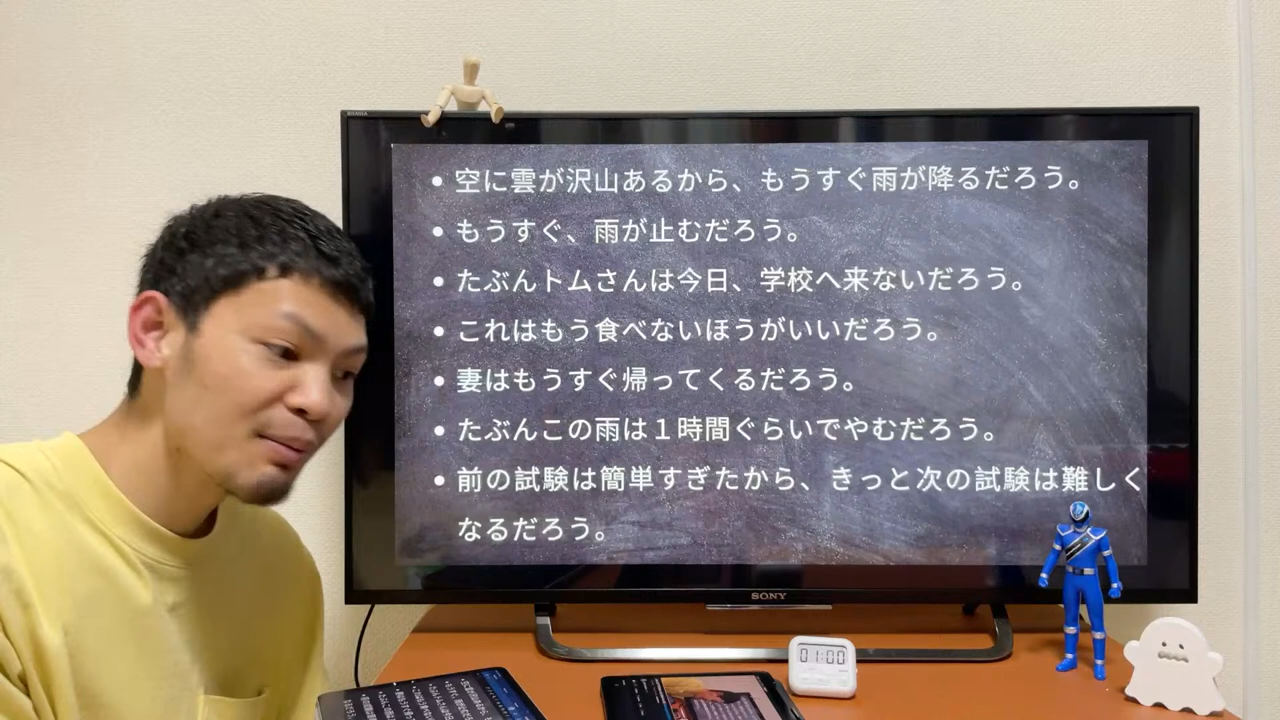 • 空に雲が沢山あるから、もうすぐ雨が降るだろう。
• もうすぐ、雨が止むだろう。
• たぶんトムさんは今日、学校へ来ないだろう。
• これはもう食べないほうがいいだろう。
• 妻はもうすぐ帰ってくるだろう。
• たぶんこの雨は１時間ぐらいでやむだろう。
• 前の試験は簡単すぎたから、きっと次の試験は難しく
なるだろう。
SONY
01:00